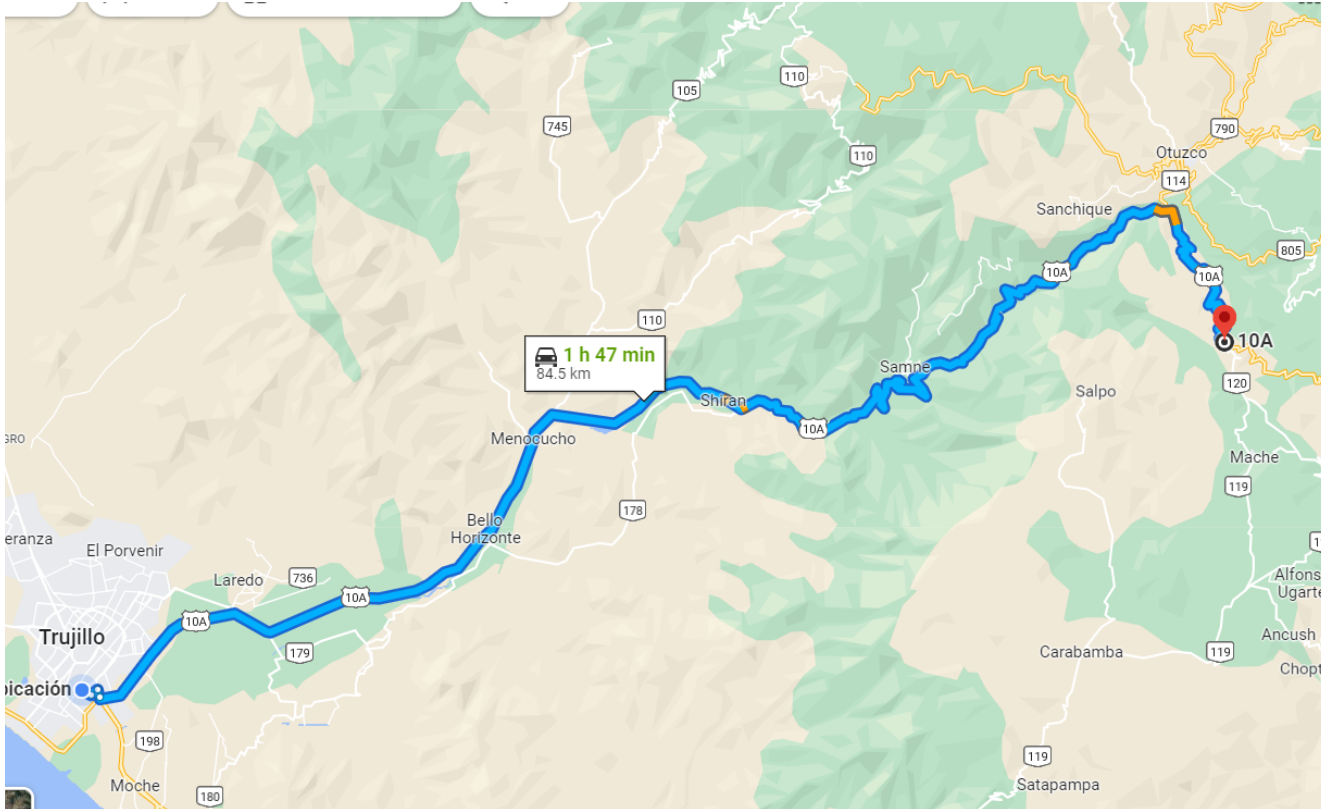 110
105
745
790
110
Otuzco
114
Sanchique
805
10A
10A
110
1 h 47 min
84.5 km
10A
Samne
120
Salpo
Shiran
10A
Menocucho
GRO
Mache
119
178
Bello
Horizonte
eranza
El Porvenir
Laredo
736
Alfons
Ugarte
10A
10A
Trujillo
Ancush
179
Carabamba
119
Chopt
bicación
198
119
Moche
180
Satapampa